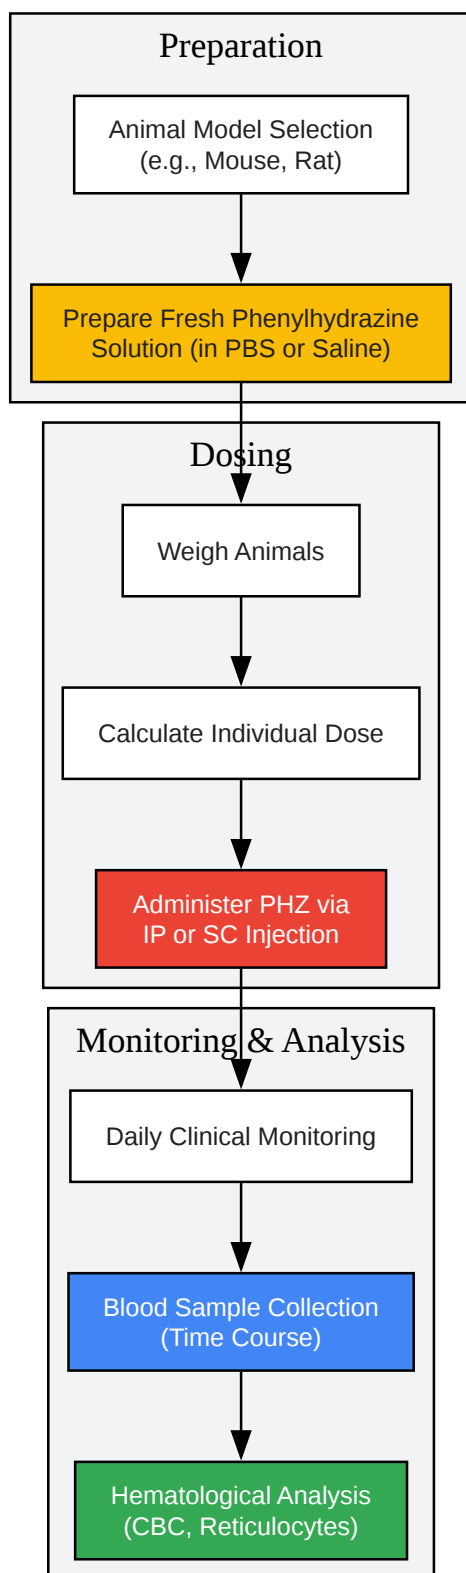 Preparation
Animal Model Selection
(e.g., Mouse, Rat)
Prepare Fresh Phenylhydrazine
Solution (in PBS or Saline)
Dosing
Weigh Animals
Calculate Individual Dose
Administer PHZ via
IP or SC Injection
Monitoring & Analysis
Daily Clinical Monitoring
Blood Sample Collection
(Time Course)
Hematological Analysis
(CBC, Reticulocytes)